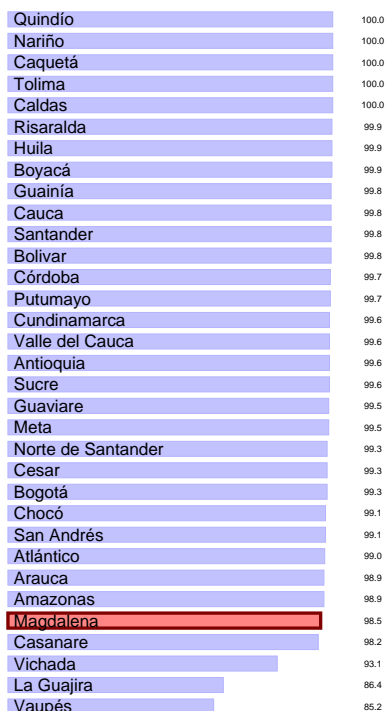 Quindío 100.0
Nariño 100.0
Caquetá 100.0
Tolima 100.0
Caldas 100.0
Risaralda 99.9
Huila 99.9
Boyacá 99.9
Guainía 99.8
Cauca 99.8
Santander 99.8
Bolivar 99.8
Córdoba 99.7
Putumayo 99.7
Cundinamarca 99.6
Valle del Cauca 99.6
Antioquia 99.6
Sucre 99.6
Guaviare 99.5
Meta 99.5
Norte de Santander 99.3
Cesar 99.3
Bogotá 99.3
Chocó 99.1
San Andrés 99.1
Atlántico 99.0
Arauca 98.9
Amazonas 98.9
Magdalena 98.5
Casanare 98.2
Vichada 93.1
La Guajira 86.4
Vaupés 85.2